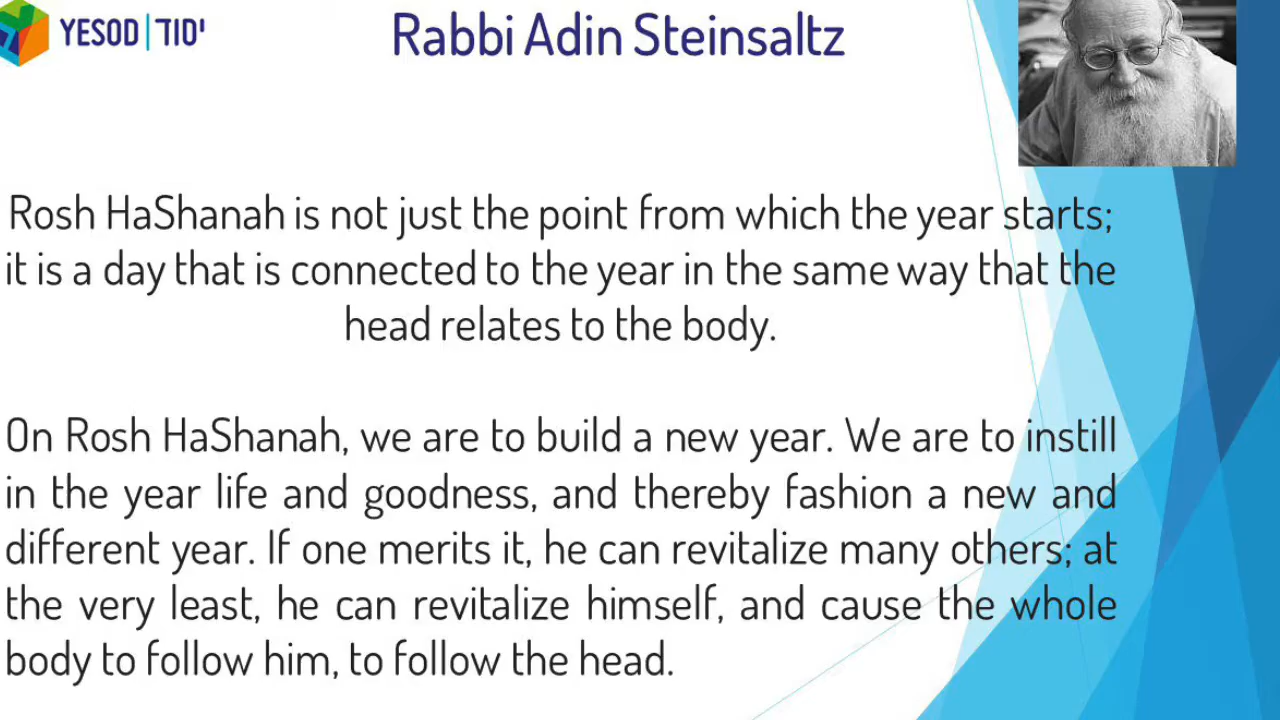 YESOD | יסוד
Rabbi Adin Steinsaltz
Rosh HaShanah is not just the point from which the year starts;
it is a day that is connected to the year in the same way that the
head relates to the body.
On Rosh HaShanah, we are to build a new year. We are to instill
in the year life and goodness, and thereby fashion a new and
different year. If one merits it, he can revitalize many others; at
the very least, he can revitalize himself, and cause the whole
body to follow him, to follow the head.